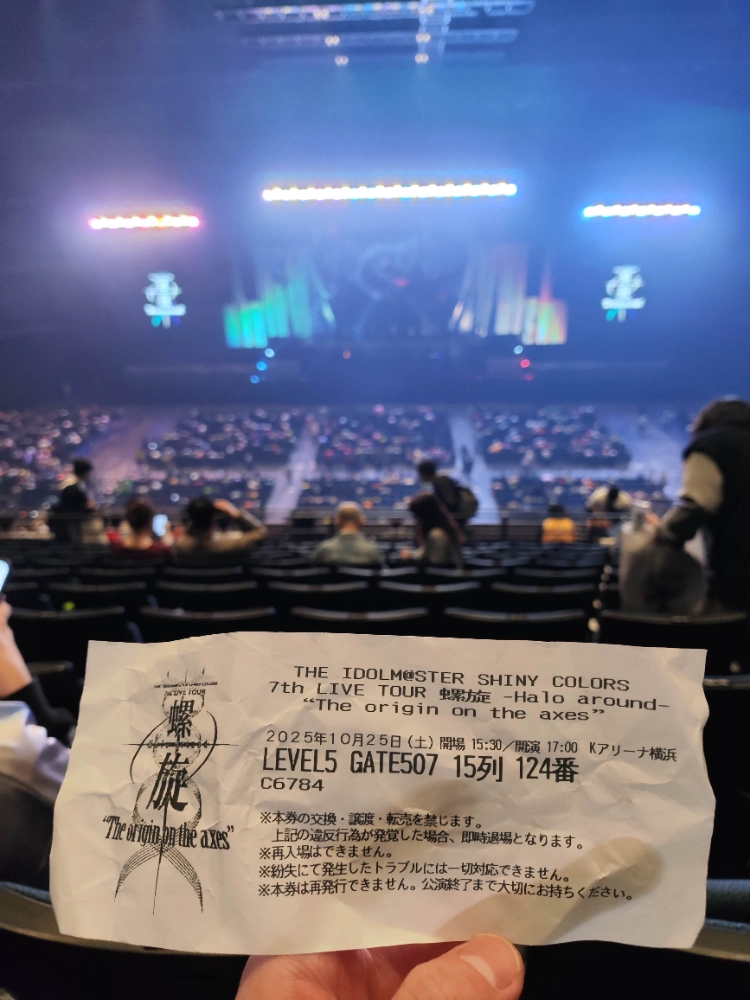 THE IDOLM@STER SHINY COLORS
7th LIVE TOUR 螺旋 -Halo around-
“The origin on the axes”
2025年10月25日(土) 開場 15:30/開演 17:00 Kアリーナ横浜
LEVEL5 GATE507 15列 124番
C6784
※本券の交換・譲渡・転売を禁じます。
上記の違反行為が発覚した場合、即時退場となります。
※再入場はできません。
※紛失にて発生したトラブルには一切対応できません。
※本券は再発行できません。公演終了まで大切にお持ちください。
螺
旋
“The origin on the axes”